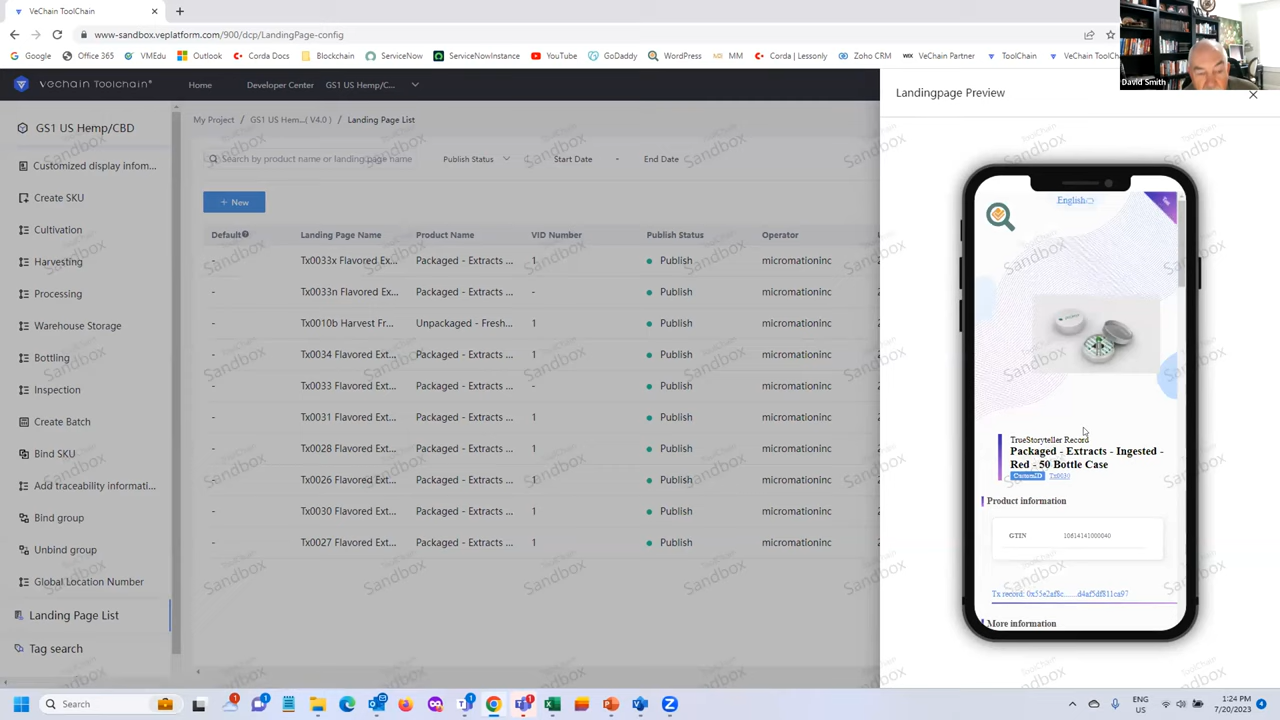 VeChain ToolChain
www-sandbox.veplatform.com/900/dcp/LandingPage-config
Google Office 365 VMEdu Outlook Corda Docs Blockchain ServiceNow ServiceNowInstance YouTube GoDaddy WordPress MM Corda | Lessonly Zoho CRM VeChain Partner ToolChain VeChain ToolCh
David Smith
Vechain Toolchain
Home Developer Center GS1 US Hemp/C...
Landingpage Preview
GS1 US Hemp/CBD
Customized display infom...
Create SKU
Cultivation
Harvesting
Processing
Warehouse Storage
Bottling
Inspection
Create Batch
Bind SKU
Add traceability informati...
Bind group
Unbind group
Global Location Number
Landing Page List
Tag search
My Project / GS1 US Hem...( V4.0 ) / Landing Page List
Search by product name or landing page name Publish Status Start Date - End Date
+ New
Default Landing Page Name Product Name VID Number Publish Status Operator
- Tx0033x Flavored Ex... Packaged - Extracts ... 1 Publish micromationinc
- Tx0033n Flavored Ex... Packaged - Extracts ... - Publish micromationinc
- Tx0010b Harvest Fr... Unpackaged - Fresh... 1 Publish micromationinc
- Tx0034 Flavored Ext... Packaged - Extracts ... 1 Publish micromationinc
- Tx0033 Flavored Ext... Packaged - Extracts ... - Publish micromationinc
- Tx0031 Flavored Ext... Packaged - Extracts ... 1 Publish micromationinc
- Tx0028 Flavored Ext... Packaged - Extracts ... 1 Publish micromationinc
- Flavored Ext... Packaged - Extracts ... 1 Publish micromationinc
- Tx0030 Flavored Ext... Packaged - Extracts ... 1 Publish micromationinc
- Tx0027 Flavored Ext... Packaged - Extracts ... 1 Publish micromationinc
English
TrueStoryteller Record
Packaged - Extracts - Ingested -
Red - 50 Bottle Case
Product information
GTIN 10614141000040
Tx record:
More information
ToolChain
Sandbox
Search
ENG
US
1:24 PM
7/20/2023